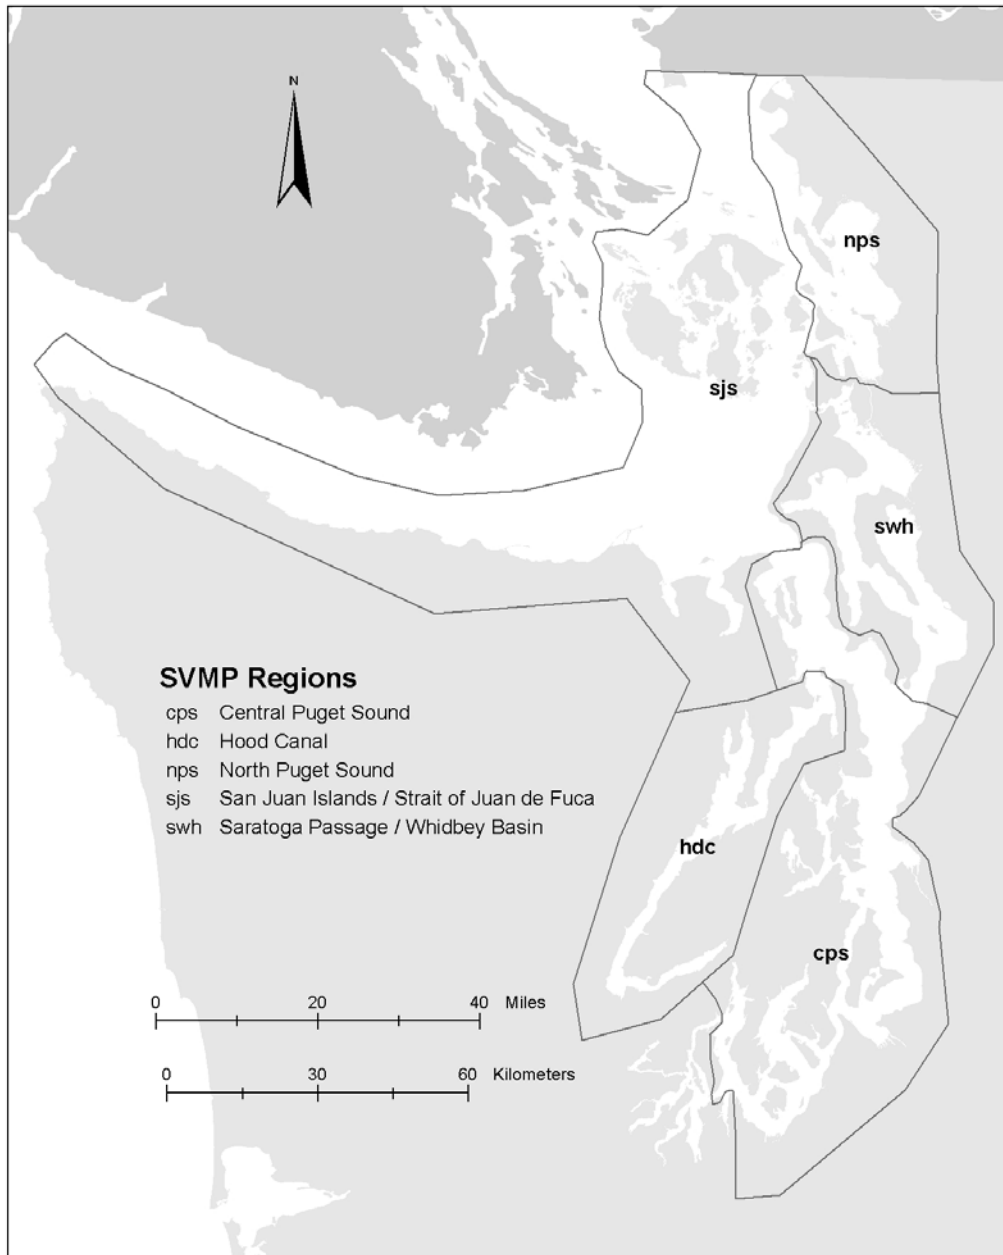 N
nps
sjs
swh
SVMP Regions
cps Central Puget Sound
hdc Hood Canal
nps North Puget Sound
sjs San Juan Islands / Strait of Juan de Fuca
swh Saratoga Passage / Whidbey Basin
hdc
cps
0 20 40 Miles
0 30 60 Kilometers